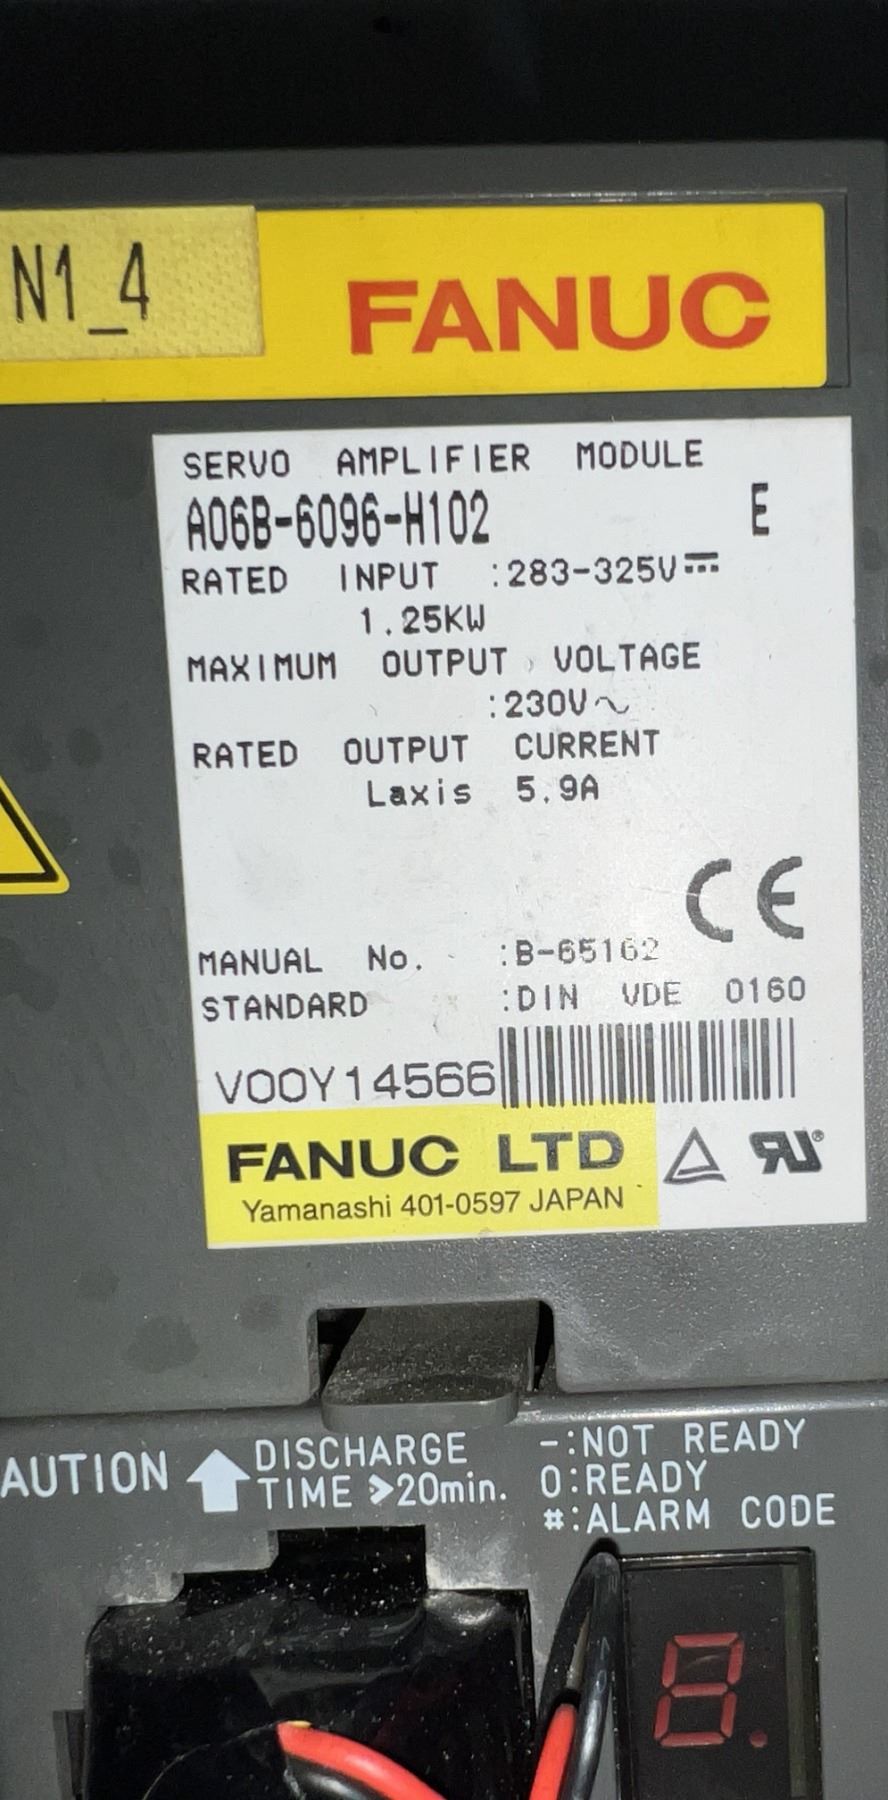 N1_4
FANUC
SERVO AMPLIFIER MODULE
A06B-6096-H102 E
RATED INPUT :283-325V⎓
1.25KW
MAXIMUM OUTPUT VOLTAGE
:230V~
RATED OUTPUT CURRENT
Laxis 5.9A
CE
MANUAL No. :B-65162
STANDARD :DIN VDE 0160
V00Y14566
FANUC LTD
Yamanashi 401-0597 JAPAN
AUTION DISCHARGE
TIME >20min.
-:NOT READY
0:READY
#:ALARM CODE
8.